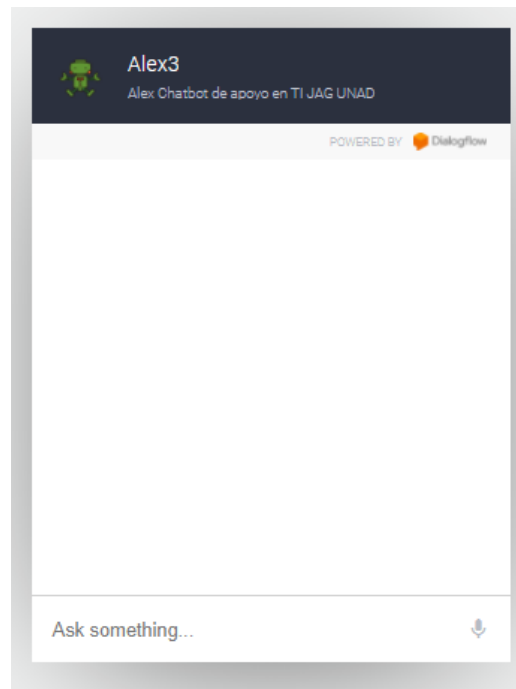 Alex3
Alex Chatbot de apoyo en TI JAG UNAD
POWERED BY Dialogflow
Ask something...